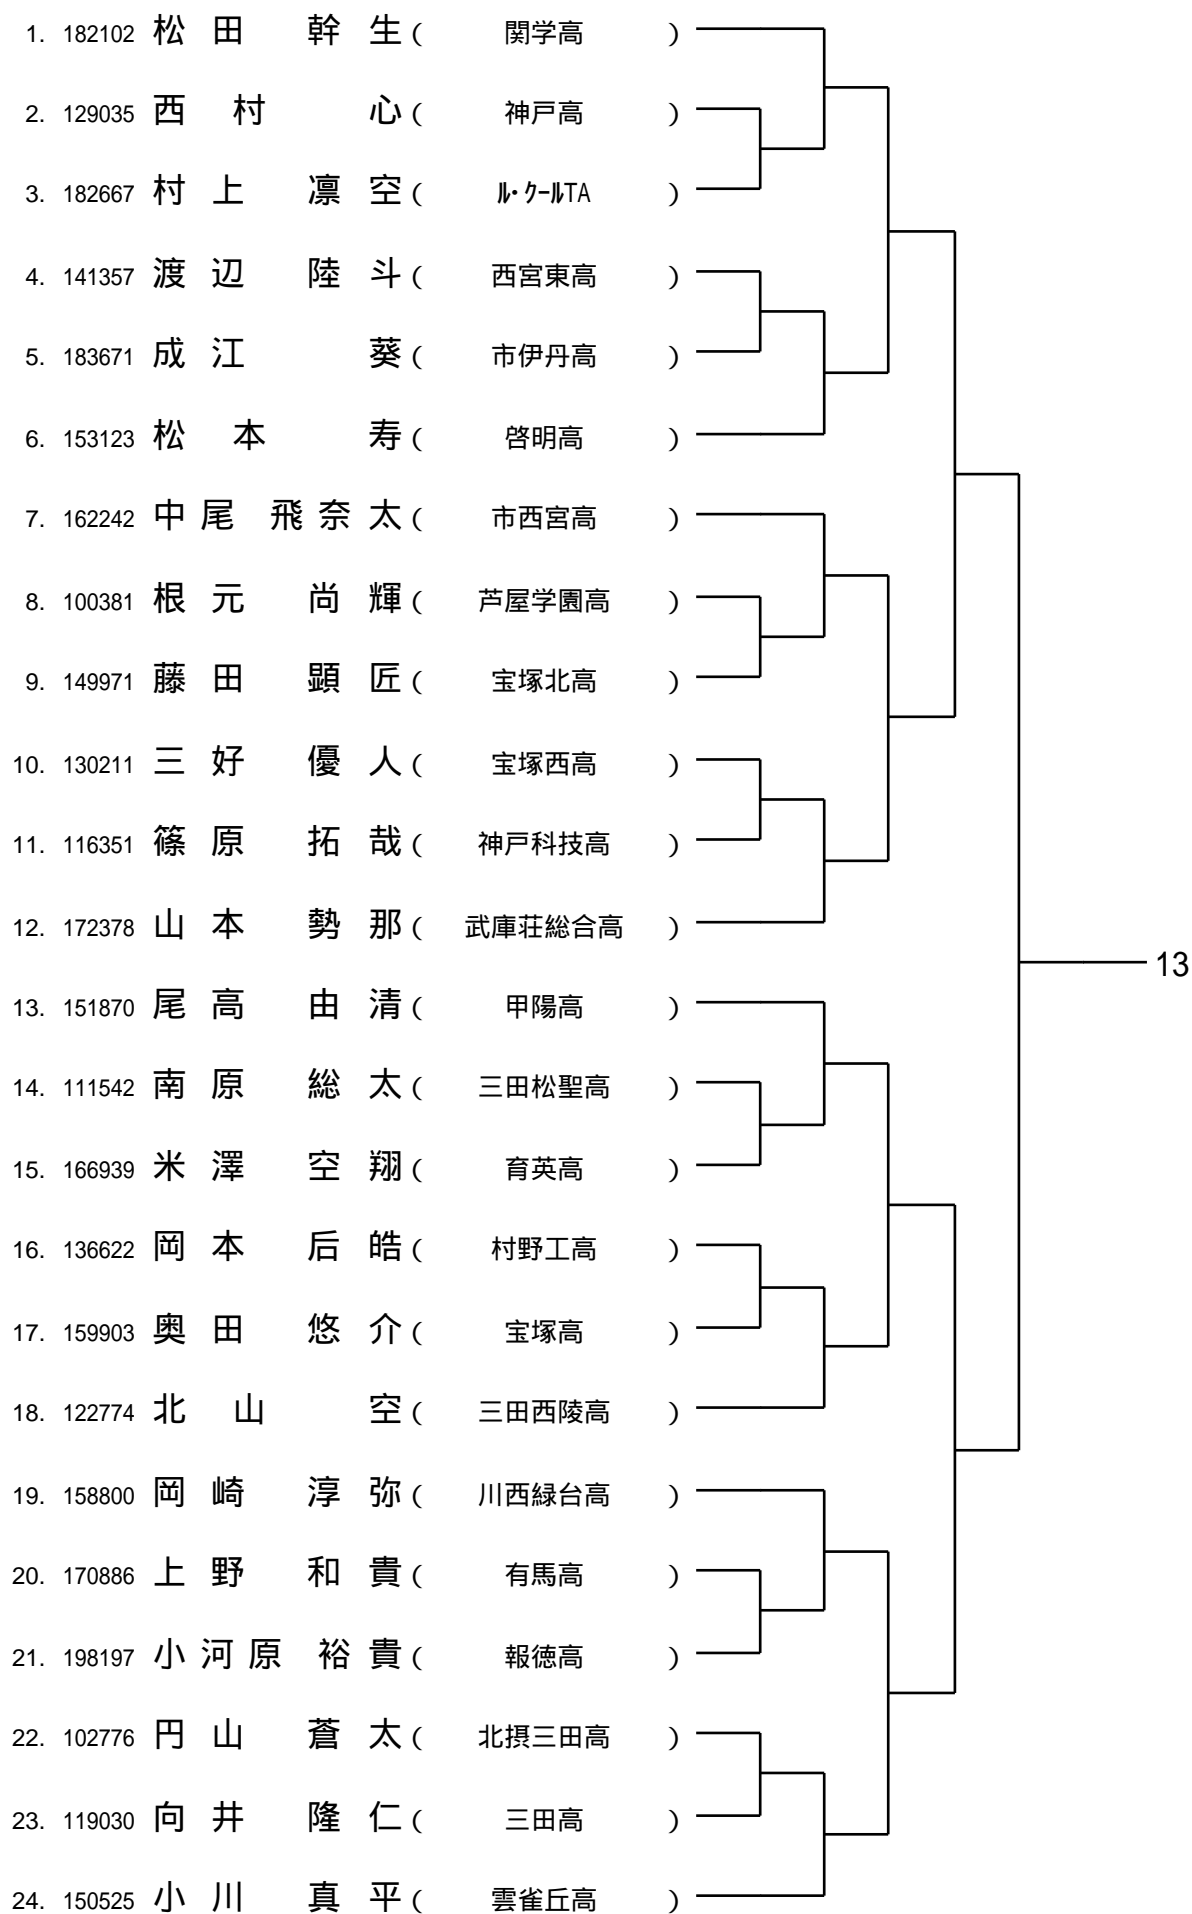 1. 182102 松田 幹生 ( 関学高 )
2. 129035 西村 心 ( 神戸高 )
3. 182667 村上 凛空 ( ﾙ･ｸｰﾙTA )
4. 141357 渡辺 陸斗 ( 西宮東高 )
5. 183671 成江 葵 ( 市伊丹高 )
6. 153123 松本 寿 ( 啓明高 )
7. 162242 中尾 飛奈太 ( 市西宮高 )
8. 100381 根元 尚輝 ( 芦屋学園高 )
9. 149971 藤田 顕匠 ( 宝塚北高 )
10. 130211 三好 優人 ( 宝塚西高 )
11. 116351 篠原 拓哉 ( 神戸科技高 )
12. 172378 山本 勢那 ( 武庫荘総合高 )
13
13. 151870 尾高 由清 ( 甲陽高 )
14. 111542 南原 総太 ( 三田松聖高 )
15. 166939 米澤 空翔 ( 育英高 )
16. 136622 岡本 后皓 ( 村野工高 )
17. 159903 奥田 悠介 ( 宝塚高 )
18. 122774 北山 空 ( 三田西陵高 )
19. 158800 岡崎 淳弥 ( 川西緑台高 )
20. 170886 上野 和貴 ( 有馬高 )
21. 198197 小河原 裕貴 ( 報徳高 )
22. 102776 円山 蒼太 ( 北摂三田高 )
23. 119030 向井 隆仁 ( 三田高 )
24. 150525 小川 真平 ( 雲雀丘高 )